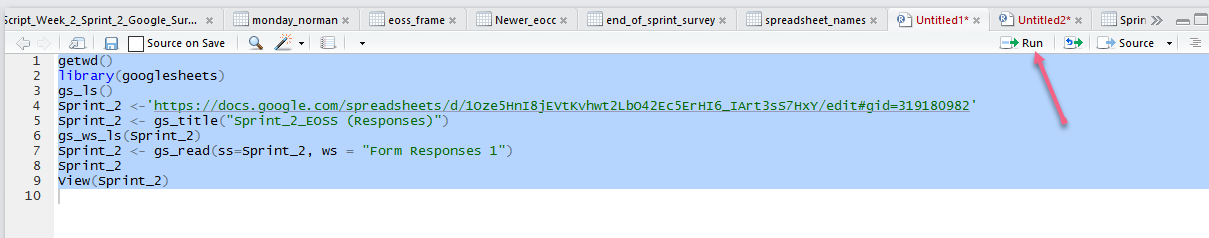 Script_Week_2_Sprint_2_Google_Sur... monday_norman eoss_frame Newer_eocc end_of_sprint_survey spreadsheet_names Untitled1* Untitled2* Sprin
Source on Save Run Source
1 getwd()
2 library(googlesheets)
3 gs_ls()
4 Sprint_2 <-'https://docs.google.com/spreadsheets/d/1Oze5HnI8jEVtKvhwt2LbO42Ec5ErHI6_IArt3sS7HxY/edit#gid=319180982'
5 Sprint_2 <- gs_title("Sprint_2_EOSS (Responses)")
6 gs_ws_ls(Sprint_2)
7 Sprint_2 <- gs_read(ss=Sprint_2, ws = "Form Responses 1")
8 Sprint_2
9 View(Sprint_2)
10